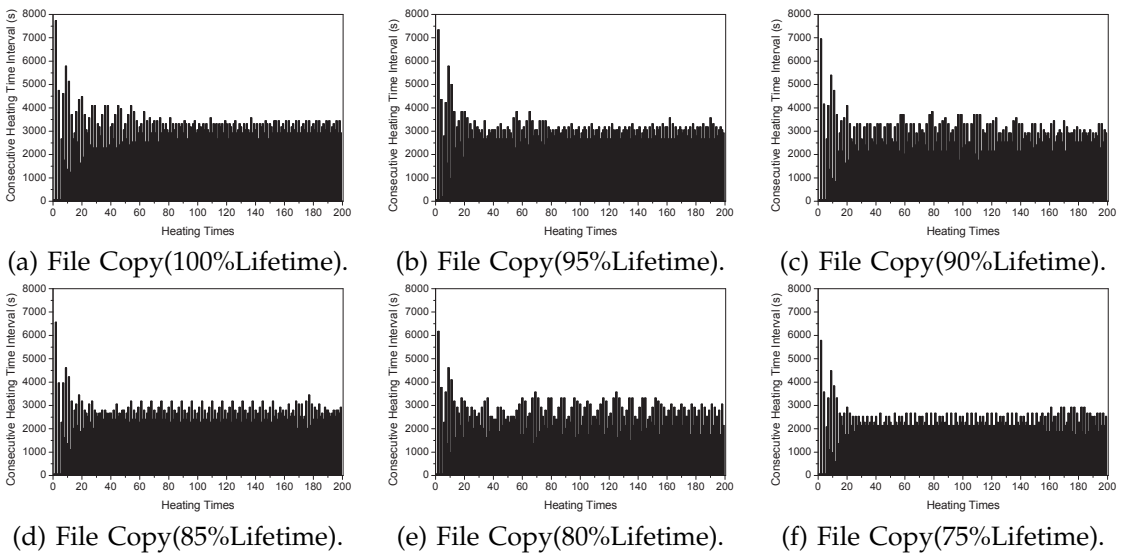 8000
7000
6000
5000
4000
3000
2000
1000
0
Consecutive Heating Time Interval (s)
0 20 40 60 80 100 120 140 160 180 200
Heating Times
(a) File Copy(100%Lifetime).
8000
7000
6000
5000
4000
3000
2000
1000
0
Consecutive Heating Time Interval (s)
0 20 40 60 80 100 120 140 160 180 200
Heating Times
(b) File Copy(95%Lifetime).
8000
7000
6000
5000
4000
3000
2000
1000
0
Consecutive Heating Time Interval (s)
0 20 40 60 80 100 120 140 160 180 200
Heating Times
(c) File Copy(90%Lifetime).
8000
7000
6000
5000
4000
3000
2000
1000
0
Consecutive Heating Time Interval (s)
0 20 40 60 80 100 120 140 160 180 200
Heating Times
(d) File Copy(85%Lifetime).
8000
7000
6000
5000
4000
3000
2000
1000
0
Consecutive Heating Time Interval (s)
0 20 40 60 80 100 120 140 160 180 200
Heating Times
(e) File Copy(80%Lifetime).
8000
7000
6000
5000
4000
3000
2000
1000
0
Consecutive Heating Time Interval (s)
0 20 40 60 80 100 120 140 160 180 200
Heating Times
(f) File Copy(75%Lifetime).